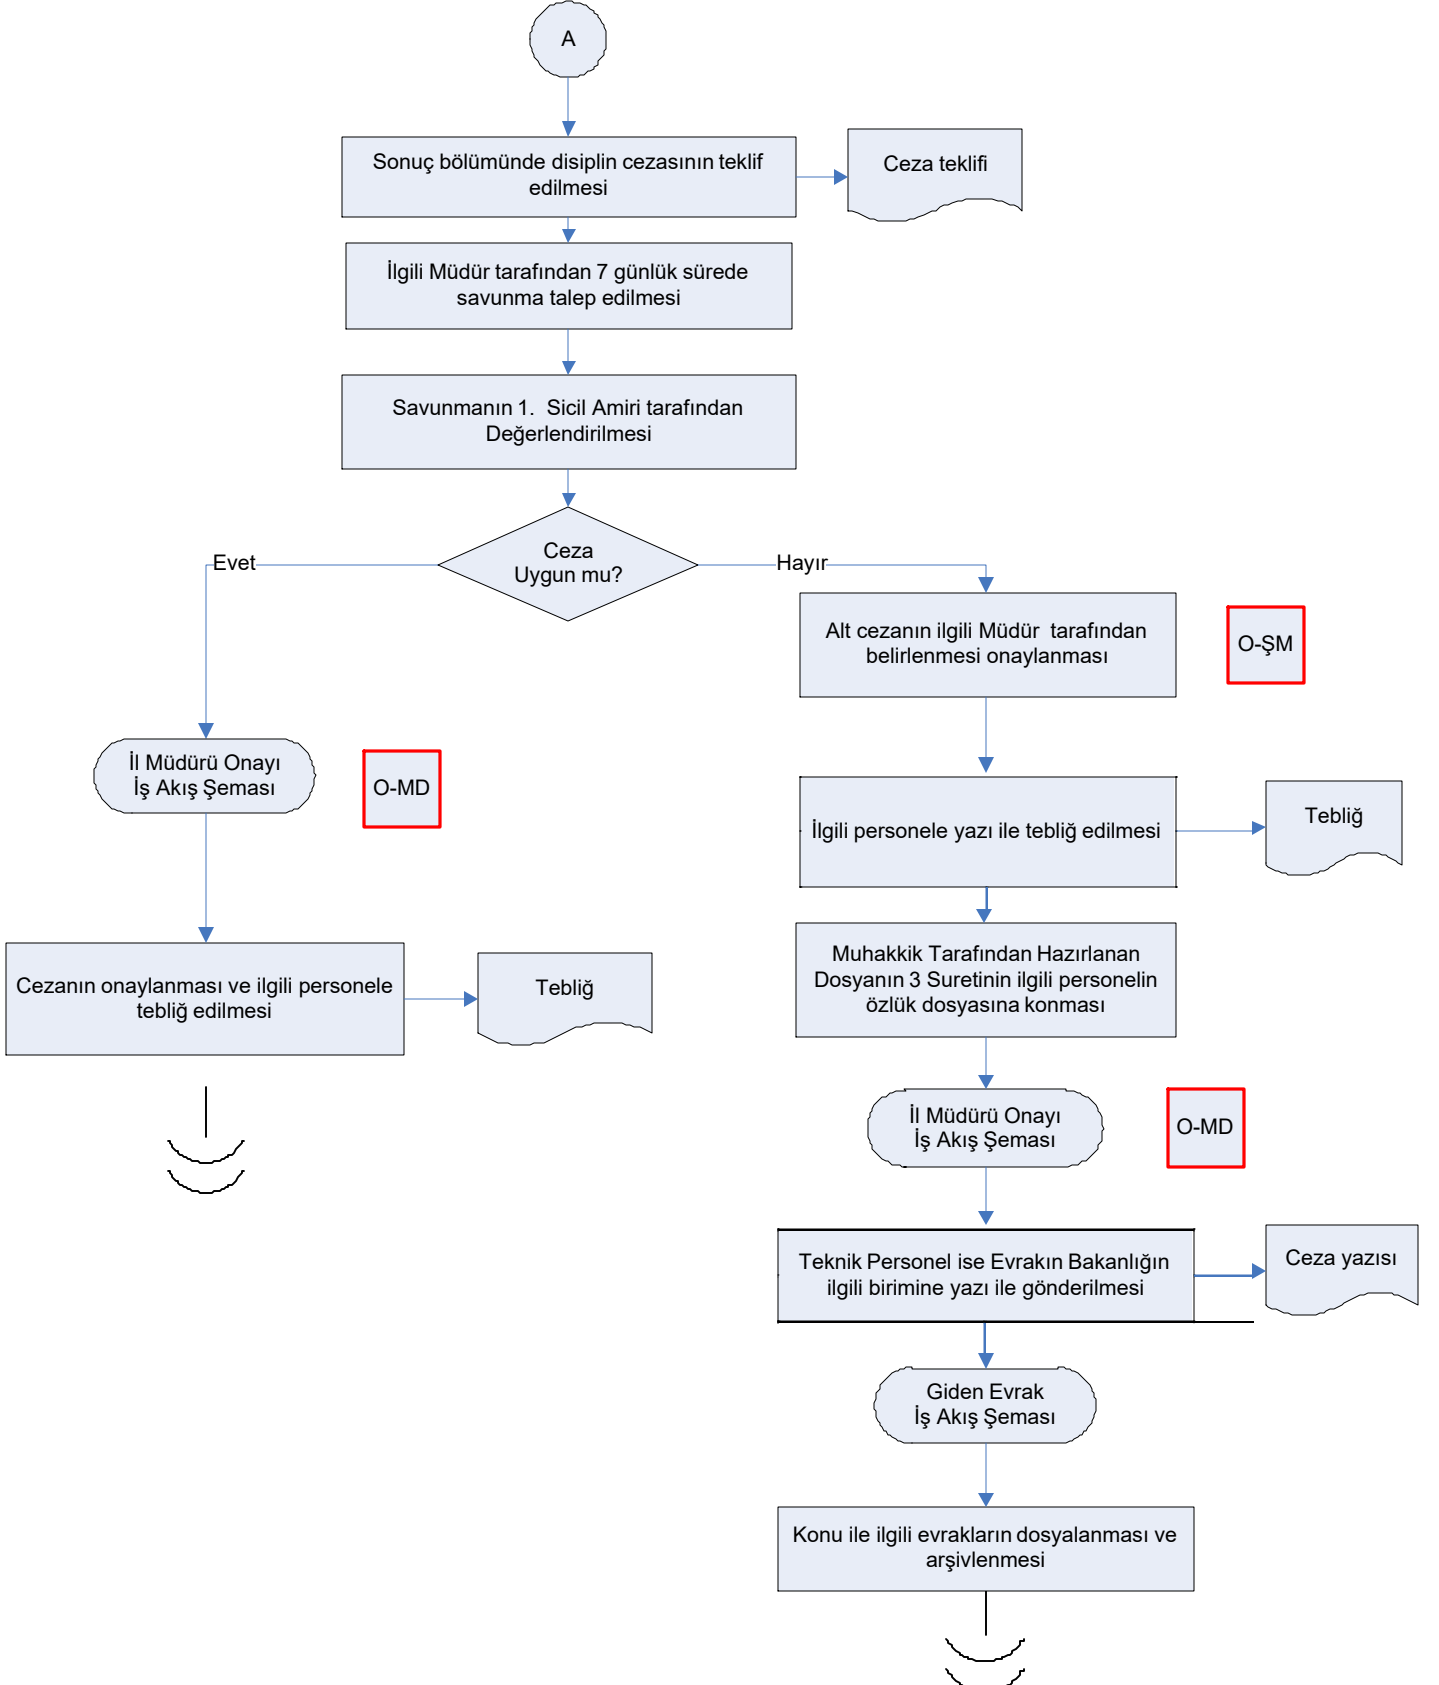 A
Sonuç bölümünde disiplin cezasının teklif
edilmesi
Ceza teklifi
İlgili Müdür tarafından 7 günlük sürede
savunma talep edilmesi
Savunmanın 1.  Sicil Amiri tarafından
Değerlendirilmesi
Ceza
Uygun mu?
Evet
Hayır
Alt cezanın ilgili Müdür  tarafından
belirlenmesi onaylanması
O-ŞM
İl Müdürü Onayı
İş Akış Şeması
O-MD
İlgili personele yazı ile tebliğ edilmesi
Tebliğ
Cezanın onaylanması ve ilgili personele
tebliğ edilmesi
Tebliğ
Muhakkik Tarafından Hazırlanan
Dosyanın 3 Suretinin ilgili personelin
özlük dosyasına konması
İl Müdürü Onayı
İş Akış Şeması
O-MD
Teknik Personel ise Evrakın Bakanlığın
ilgili birimine yazı ile gönderilmesi
Ceza yazısı
Giden Evrak
İş Akış Şeması
Konu ile ilgili evrakların dosyalanması ve
arşivlenmesi